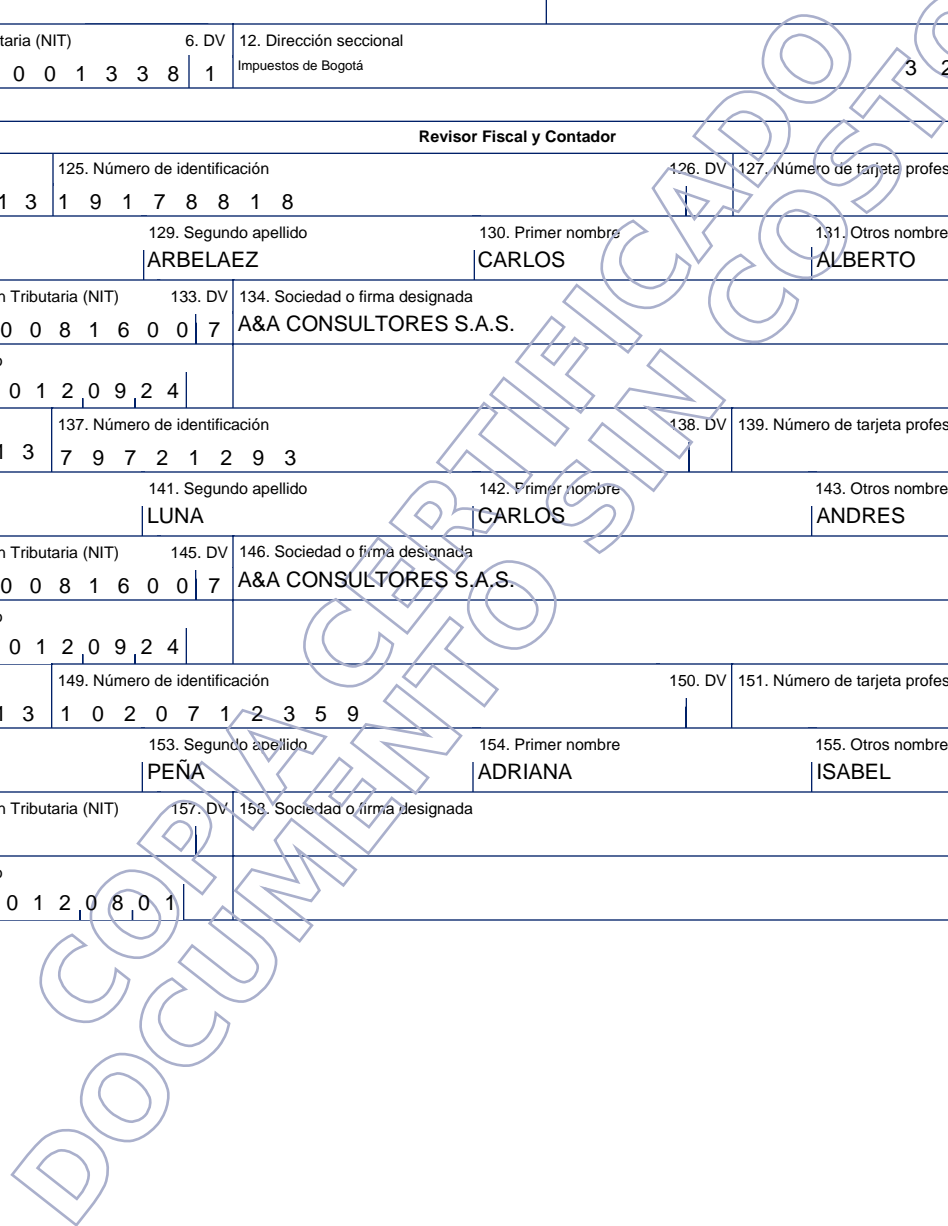 taria (NIT) 6. DV 12. Dirección seccional
0 0 1 3 3 8 1 Impuestos de Bogotá 3 2
Revisor Fiscal y Contador
125. Número de identificación 126. DV 127. Número de tarjeta profes
1 3 1 9 1 7 8 8 1 8
129. Segundo apellido 130. Primer nombre 131. Otros nombre
ARBELAEZ CARLOS ALBERTO
n Tributaria (NIT) 133. DV 134. Sociedad o firma designada
0 0 8 1 6 0 0 7 A&A CONSULTORES S.A.S.
o
0 1 2 0 9 2 4
137. Número de identificación 138. DV 139. Número de tarjeta profes
1 3 7 9 7 2 1 2 9 3
141. Segundo apellido 142. Primer nombre 143. Otros nombre
LUNA CARLOS ANDRES
n Tributaria (NIT) 145. DV 146. Sociedad o firma designada
0 0 8 1 6 0 0 7 A&A CONSULTORES S.A.S.
o
0 1 2 0 9 2 4
149. Número de identificación 150. DV 151. Número de tarjeta profes
1 3 1 0 2 0 7 1 2 3 5 9
153. Segundo apellido 154. Primer nombre 155. Otros nombre
PEÑA ADRIANA ISABEL
n Tributaria (NIT) 157. DV 158. Sociedad o firma designada
o
0 1 2 0 8 0 1
COPIA CERTIFICADO
DOCUMENTO SIN COSTO